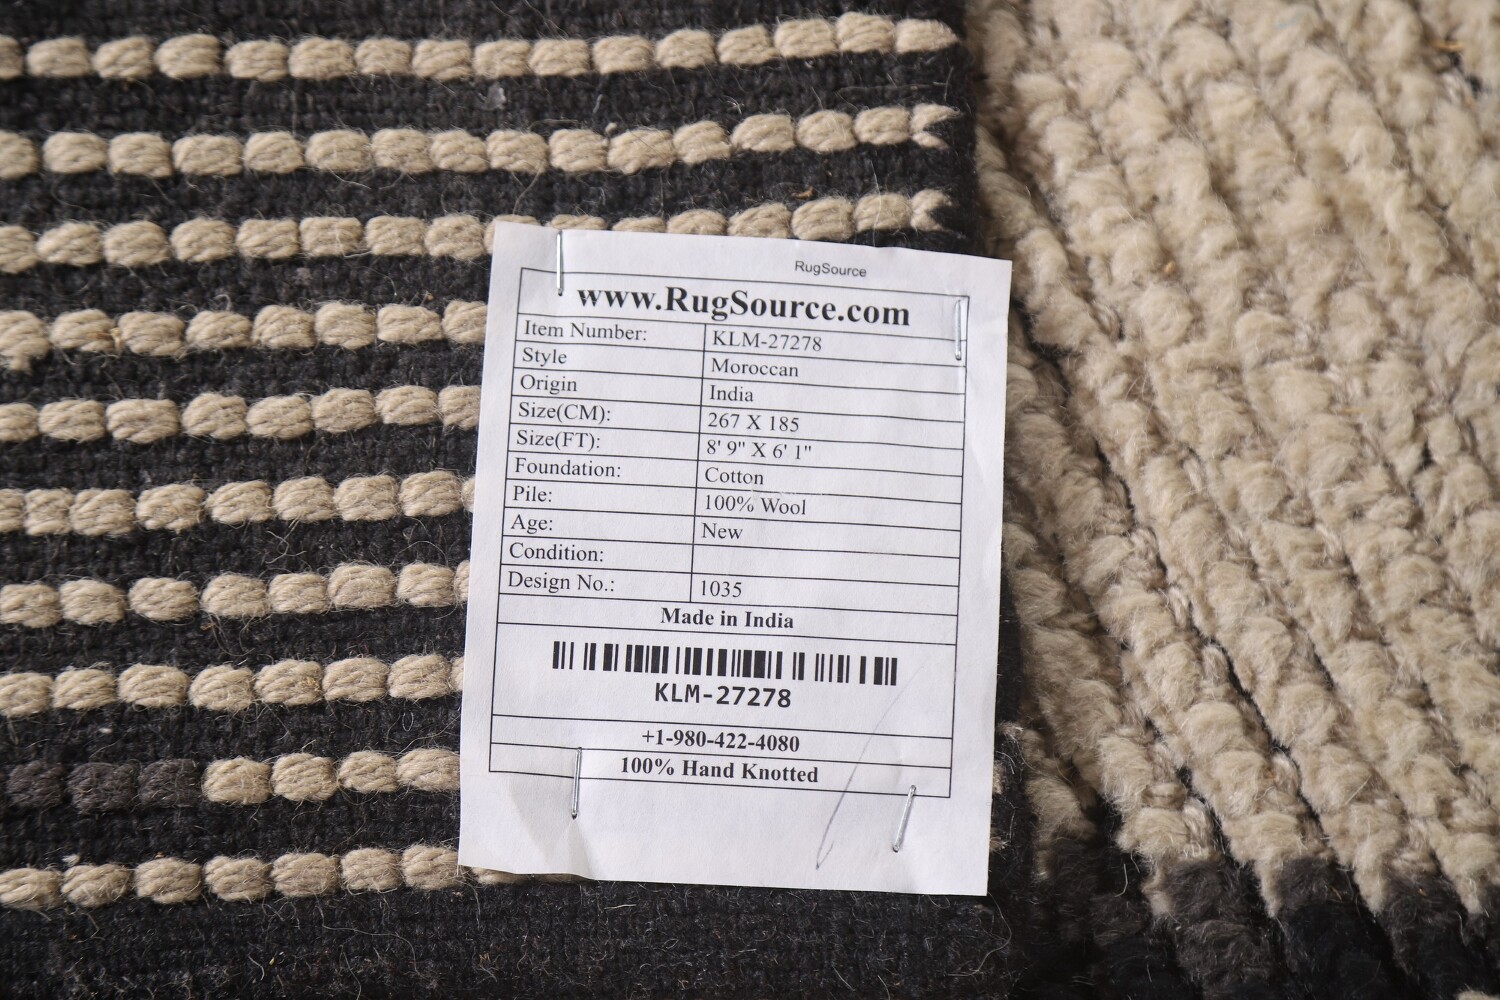 RugSource
www.RugSource.com
Item Number: KLM-27278
Style Moroccan
Origin India
Size(CM): 267 X 185
Size(FT): 8' 9" X 6' 1"
Foundation: Cotton
Pile: 100% Wool
Age: New
Condition:
Design No.: 1035
Made in India
KLM-27278
+1-980-422-4080
100% Hand Knotted